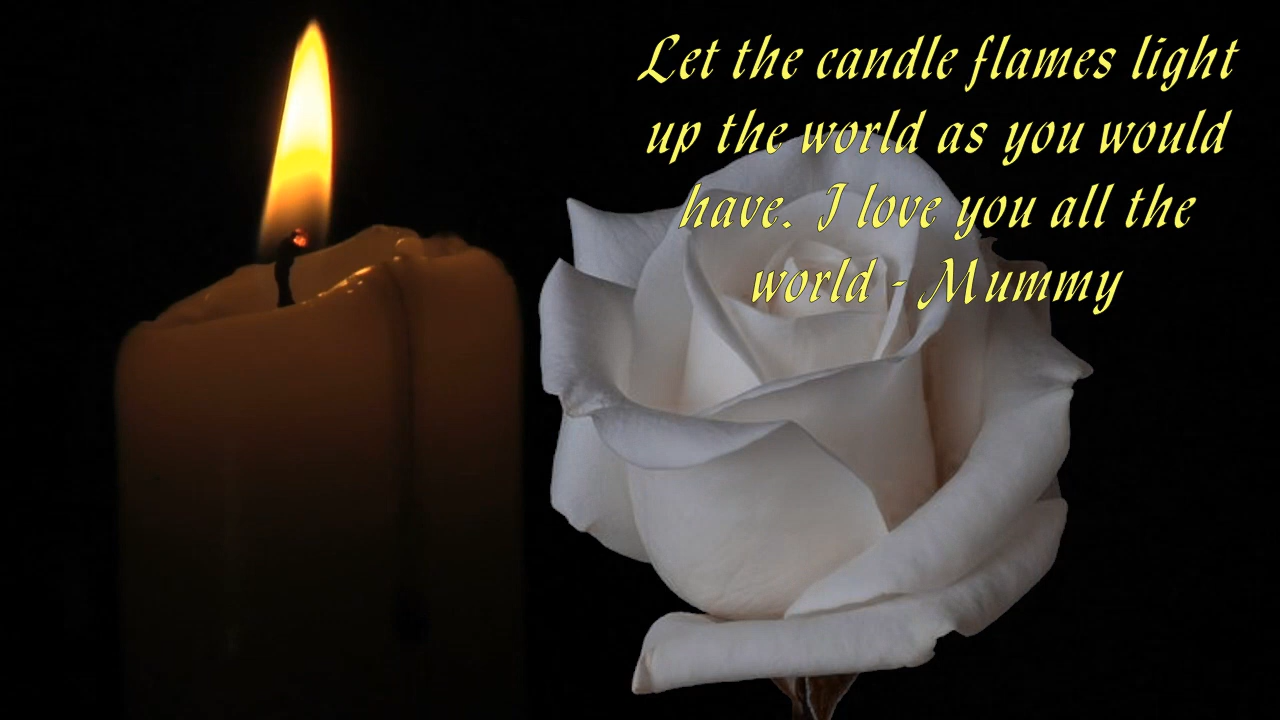 Let the candle flames light
up the world as you would
have. I love you all the
world - Mummy